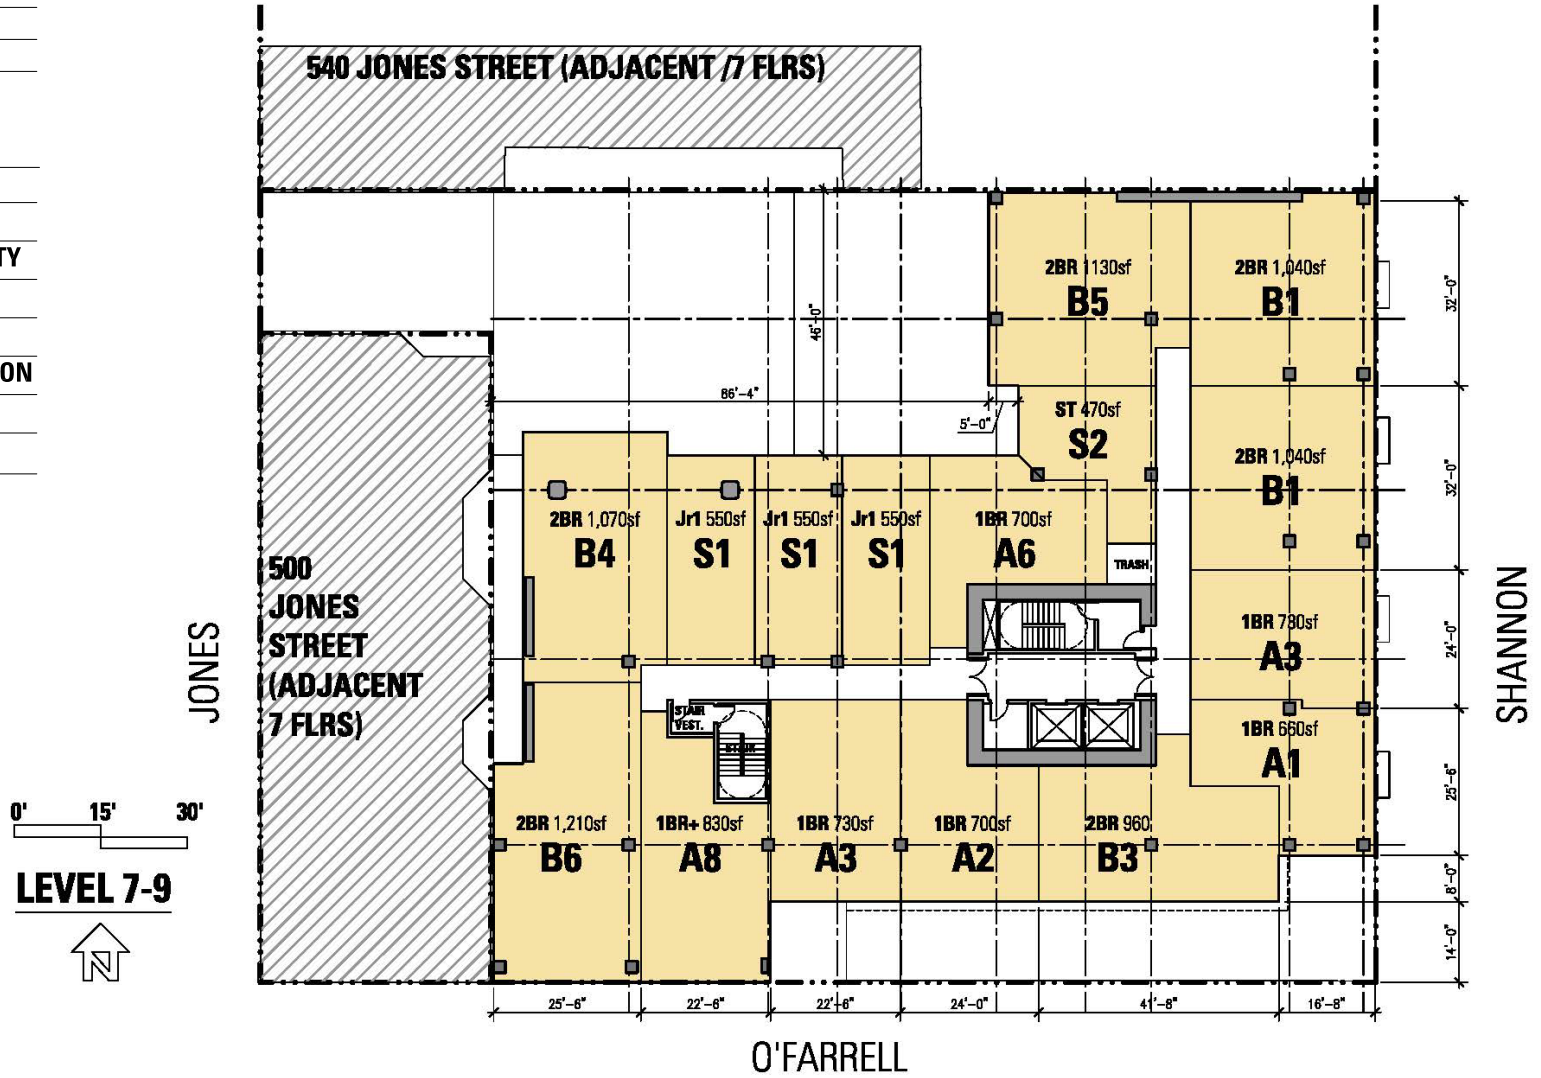 540 JONES STREET (ADJACENT /7 FLRS)
TY
ON
2BR 1130sf
B5
2BR 1,040sf
B1
32'-0"
46'-0"
86'-4"
5'-0"
ST 470sf
S2
2BR 1,040sf
B1
32'-0"
2BR 1,070sf
B4
Jr1 550sf
S1
Jr1 550sf
S1
Jr1 550sf
S1
1BR 700sf
A6
TRASH
500
JONES
STREET
(ADJACENT
7 FLRS)
JONES
1BR 730sf
A3
24'-0"
SHANNON
STAIR
VEST.
STAIR
1BR 660sf
A1
25'-6"
0' 15' 30'
LEVEL 7-9
N
2BR 1,210sf
B6
1BR+ 830sf
A8
1BR 730sf
A3
1BR 700sf
A2
2BR 960
B3
8'-0"
14'-0"
25'-6"
22'-6"
22'-6"
24'-0"
41'-8"
16'-8"
O'FARRELL